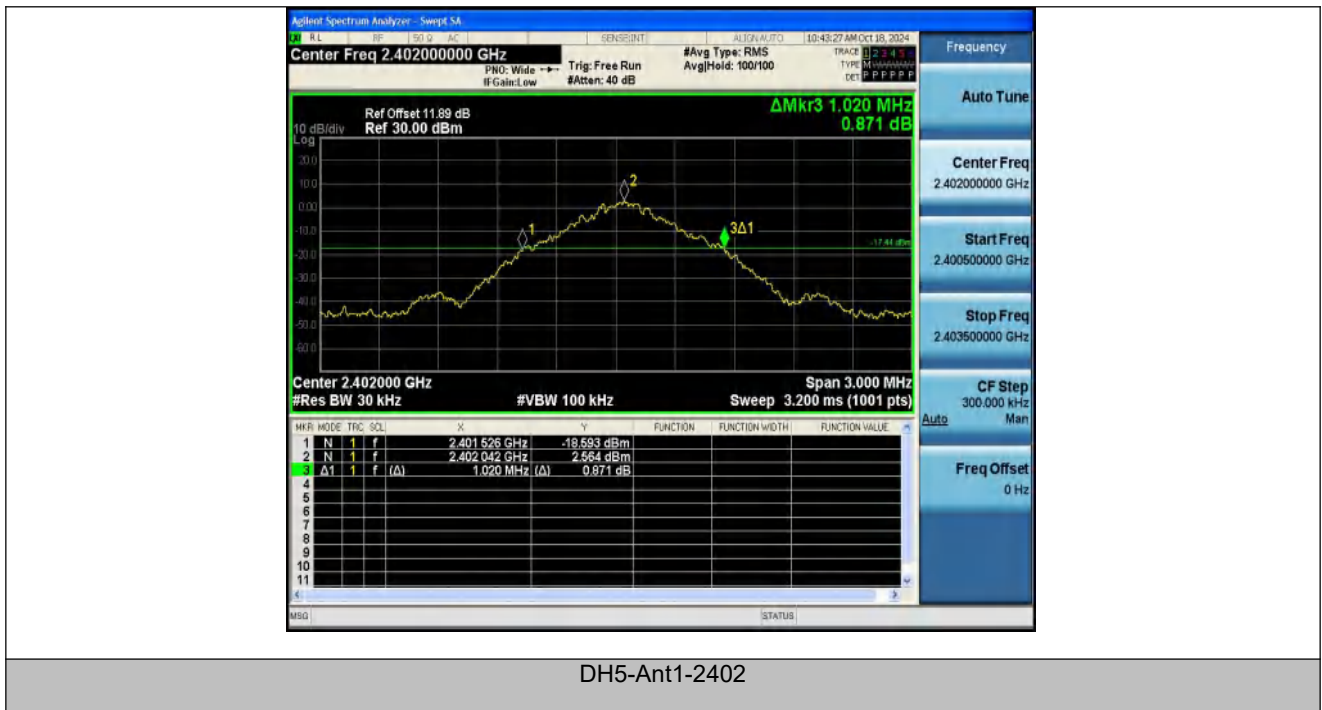 Agilent Spectrum Analyzer - Swept SA
RL RF 50 Ω AC SENSE:INT ALIGN AUTO 10:43:27 AM Oct 18, 2024
Center Freq 2.402000000 GHz
PNO: Wide
IFGain:Low
Trig: Free Run
#Atten: 40 dB
#Avg Type: RMS
Avg|Hold: 100/100
TRACE 1 2 3 4 5 6
TYPE M
DET P P P P P P
Frequency
Auto Tune
Center Freq
2.402000000 GHz
Start Freq
2.400500000 GHz
Stop Freq
2.403500000 GHz
CF Step
300.000 kHz
Auto Man
Freq Offset
0 Hz
ΔMkr3 1.020 MHz
0.871 dB
Ref Offset 11.89 dB
10 dB/div Ref 30.00 dBm
Log
20.0
10.0
0.00
-10.0
-20.0
-30.0
-40.0
-50.0
-60.0
1
2
3Δ1
-17.44 dBm
Center 2.402000 GHz Span 3.000 MHz
#Res BW 30 kHz #VBW 100 kHz Sweep 3.200 ms (1001 pts)
MKR MODE TRC SCL X Y FUNCTION FUNCTION WIDTH FUNCTION VALUE
1 N 1 f 2.401 526 GHz -18.593 dBm
2 N 1 f 2.402 042 GHz 2.564 dBm
3 Δ1 1 f (Δ) 1.020 MHz (Δ) 0.871 dB
4
5
6
7
8
9
10
11
MSG STATUS
DH5-Ant1-2402